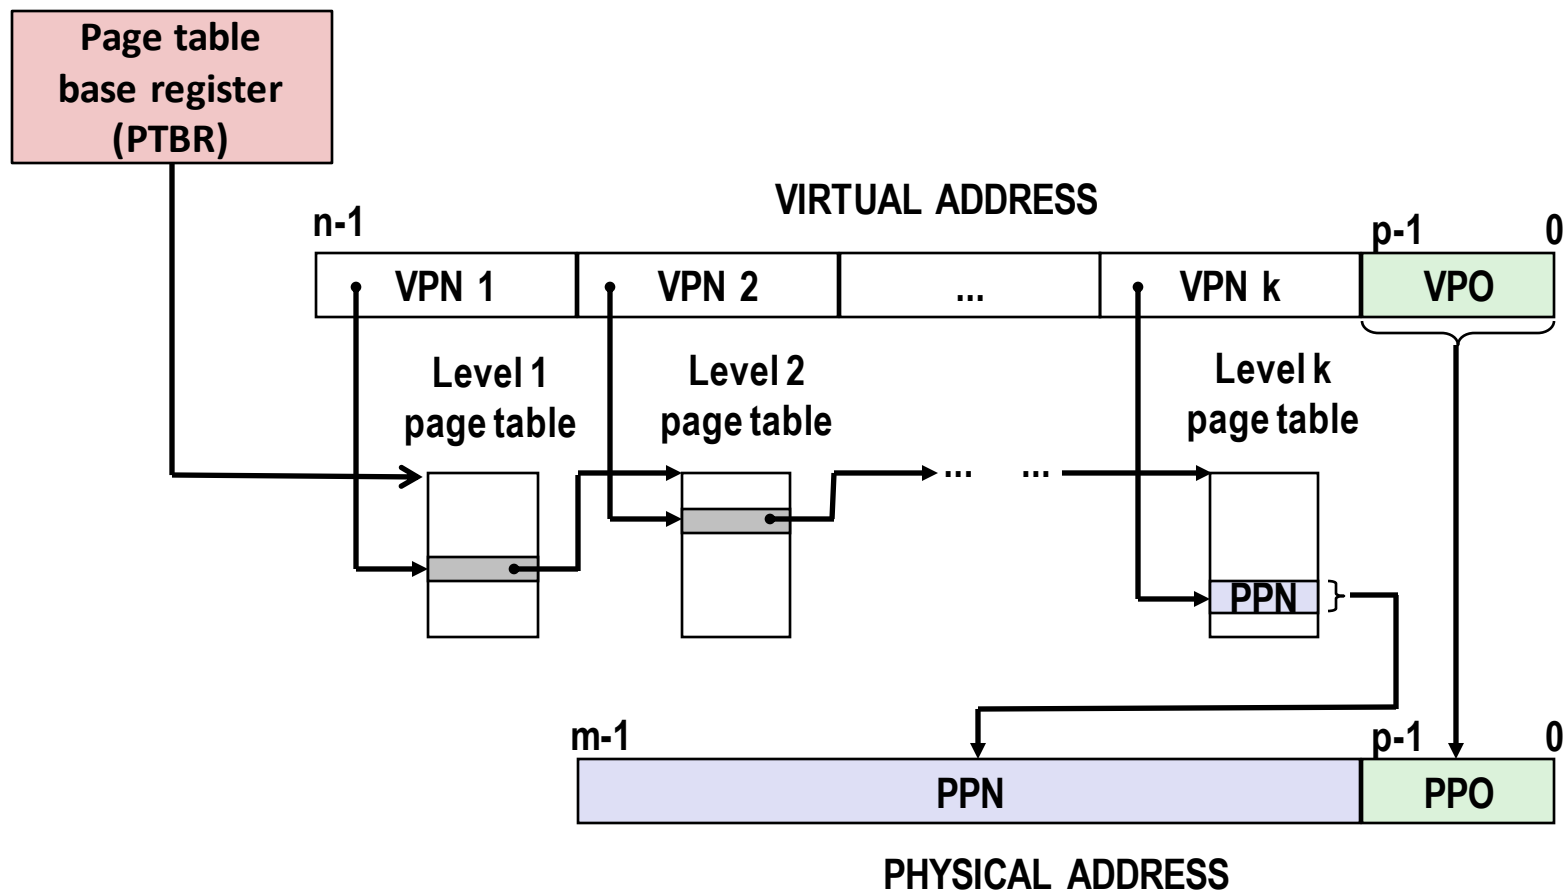 Page table
base register
(PTBR)
VIRTUAL ADDRESS
n-1
p-1
0
VPN 1
VPN 2
...
VPN k
VPO
Level 1
page table
Level 2
page table
Level k
page table
... ...
PPN
m-1
p-1
0
PPN
PPO
PHYSICAL ADDRESS